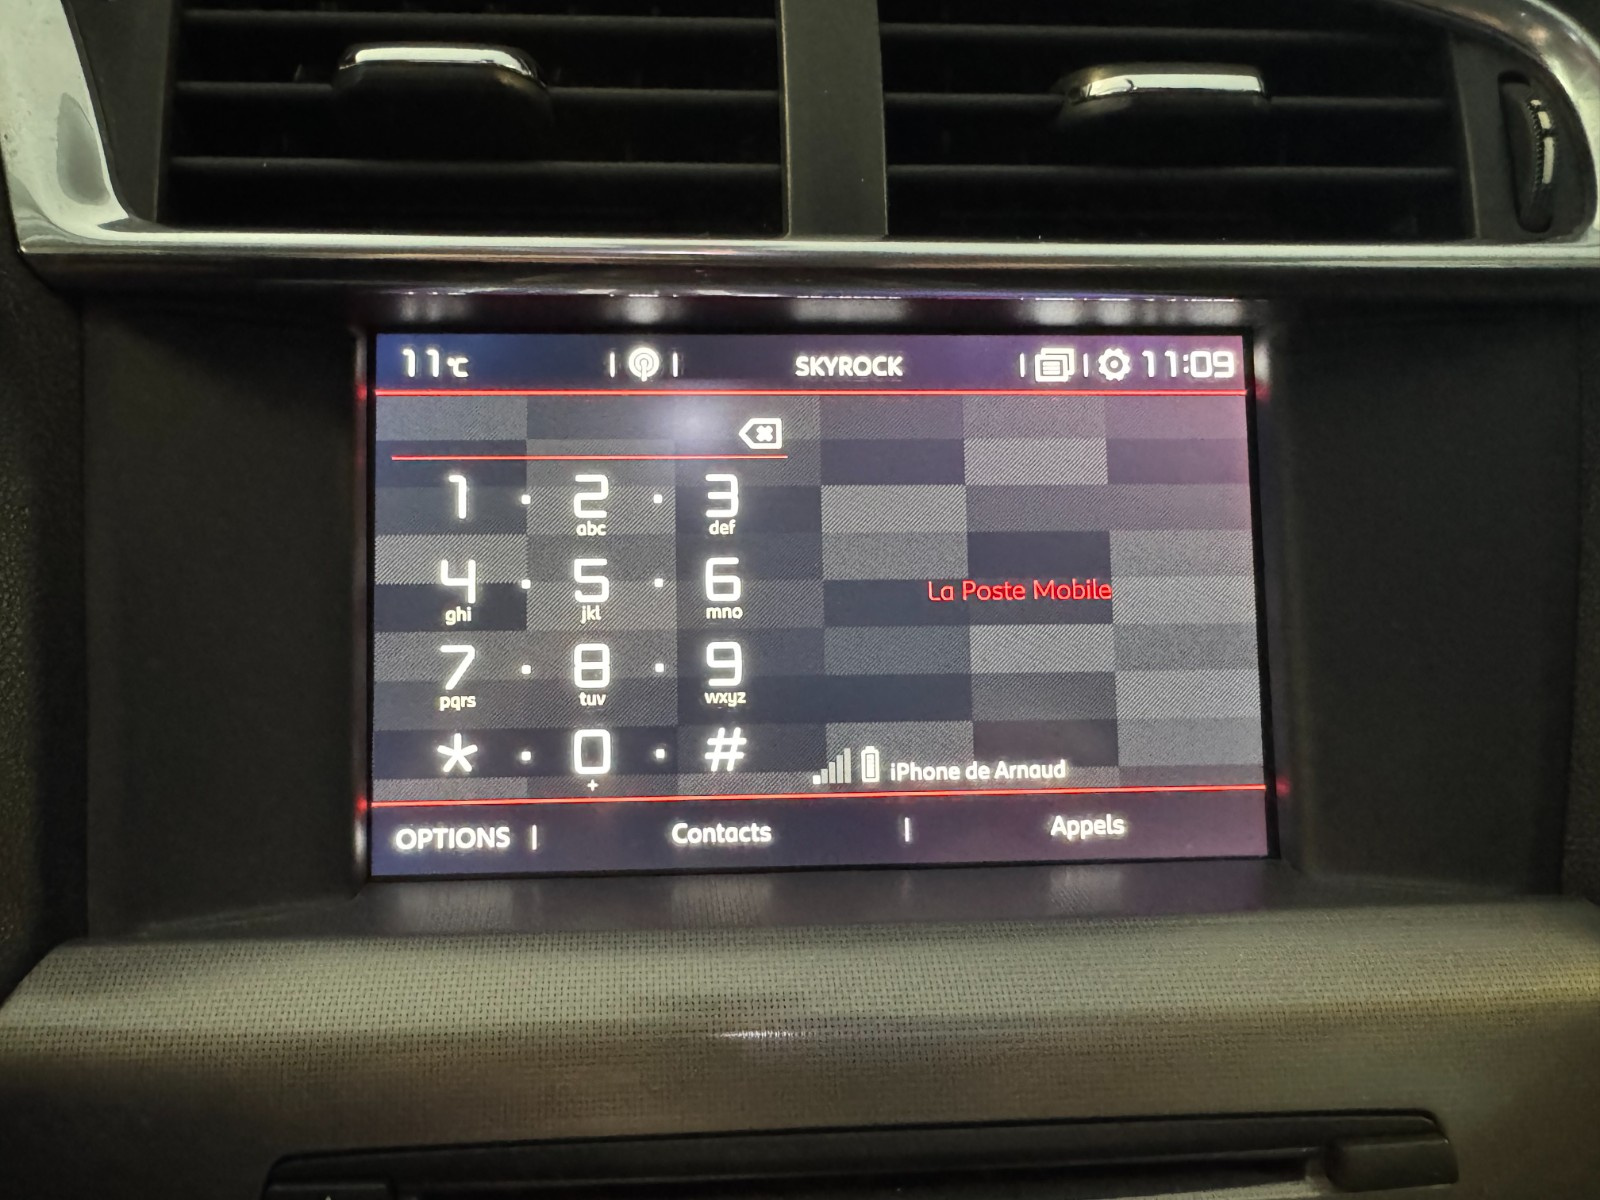 11°C SKYROCK 11:09
1 2 3
abc def
4 5 6
ghi jkl mno
La Poste Mobile
7 8 9
pqrs tuv wxyz
* 0 #
+
iPhone de Arnaud
OPTIONS Contacts Appels